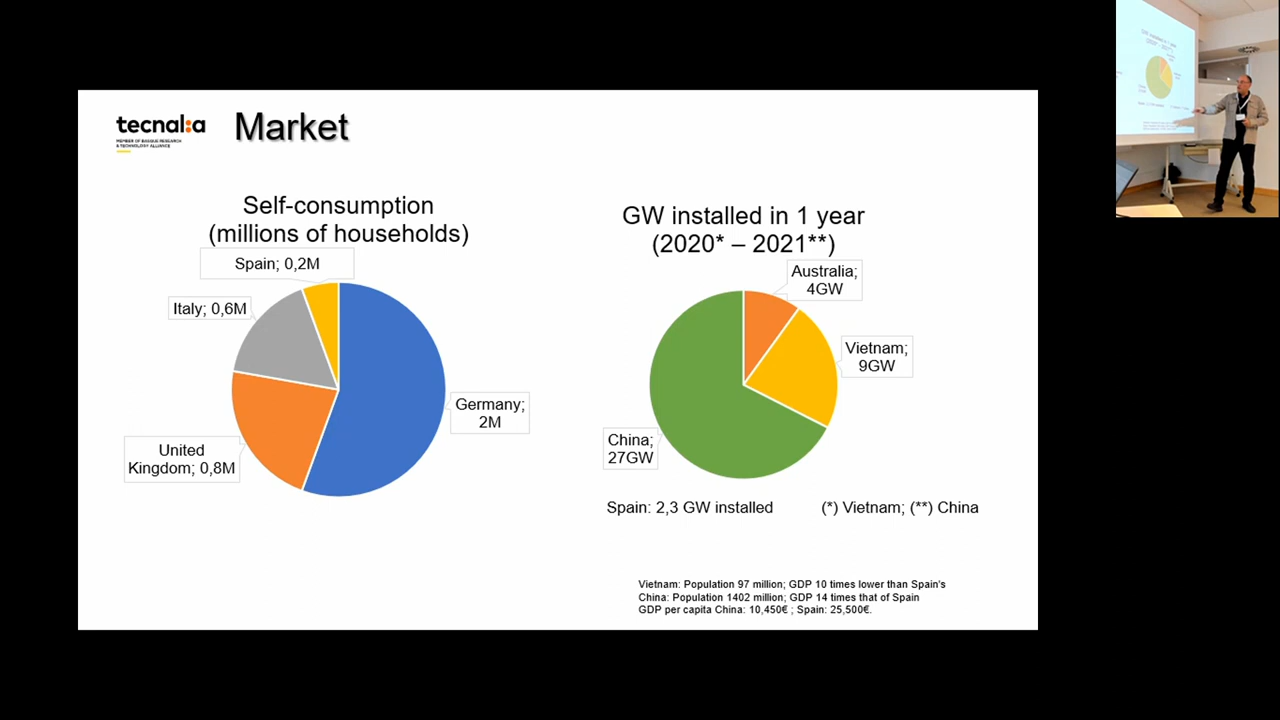 tecnal:a
MEMBER OF BASQUE RESEARCH
& TECHNOLOGY ALLIANCE
Market
Self-consumption
(millions of households)
Spain; 0,2M
Italy; 0,6M
Germany;
2M
United
Kingdom; 0,8M
GW installed in 1 year
(2020* – 2021**)
Australia;
4GW
Vietnam;
9GW
China;
27GW
Spain: 2,3 GW installed
(*) Vietnam; (**) China
Vietnam: Population 97 million; GDP 10 times lower than Spain's
China: Population 1402 million; GDP 14 times that of Spain
GDP per capita China: 10,450€ ; Spain: 25,500€.